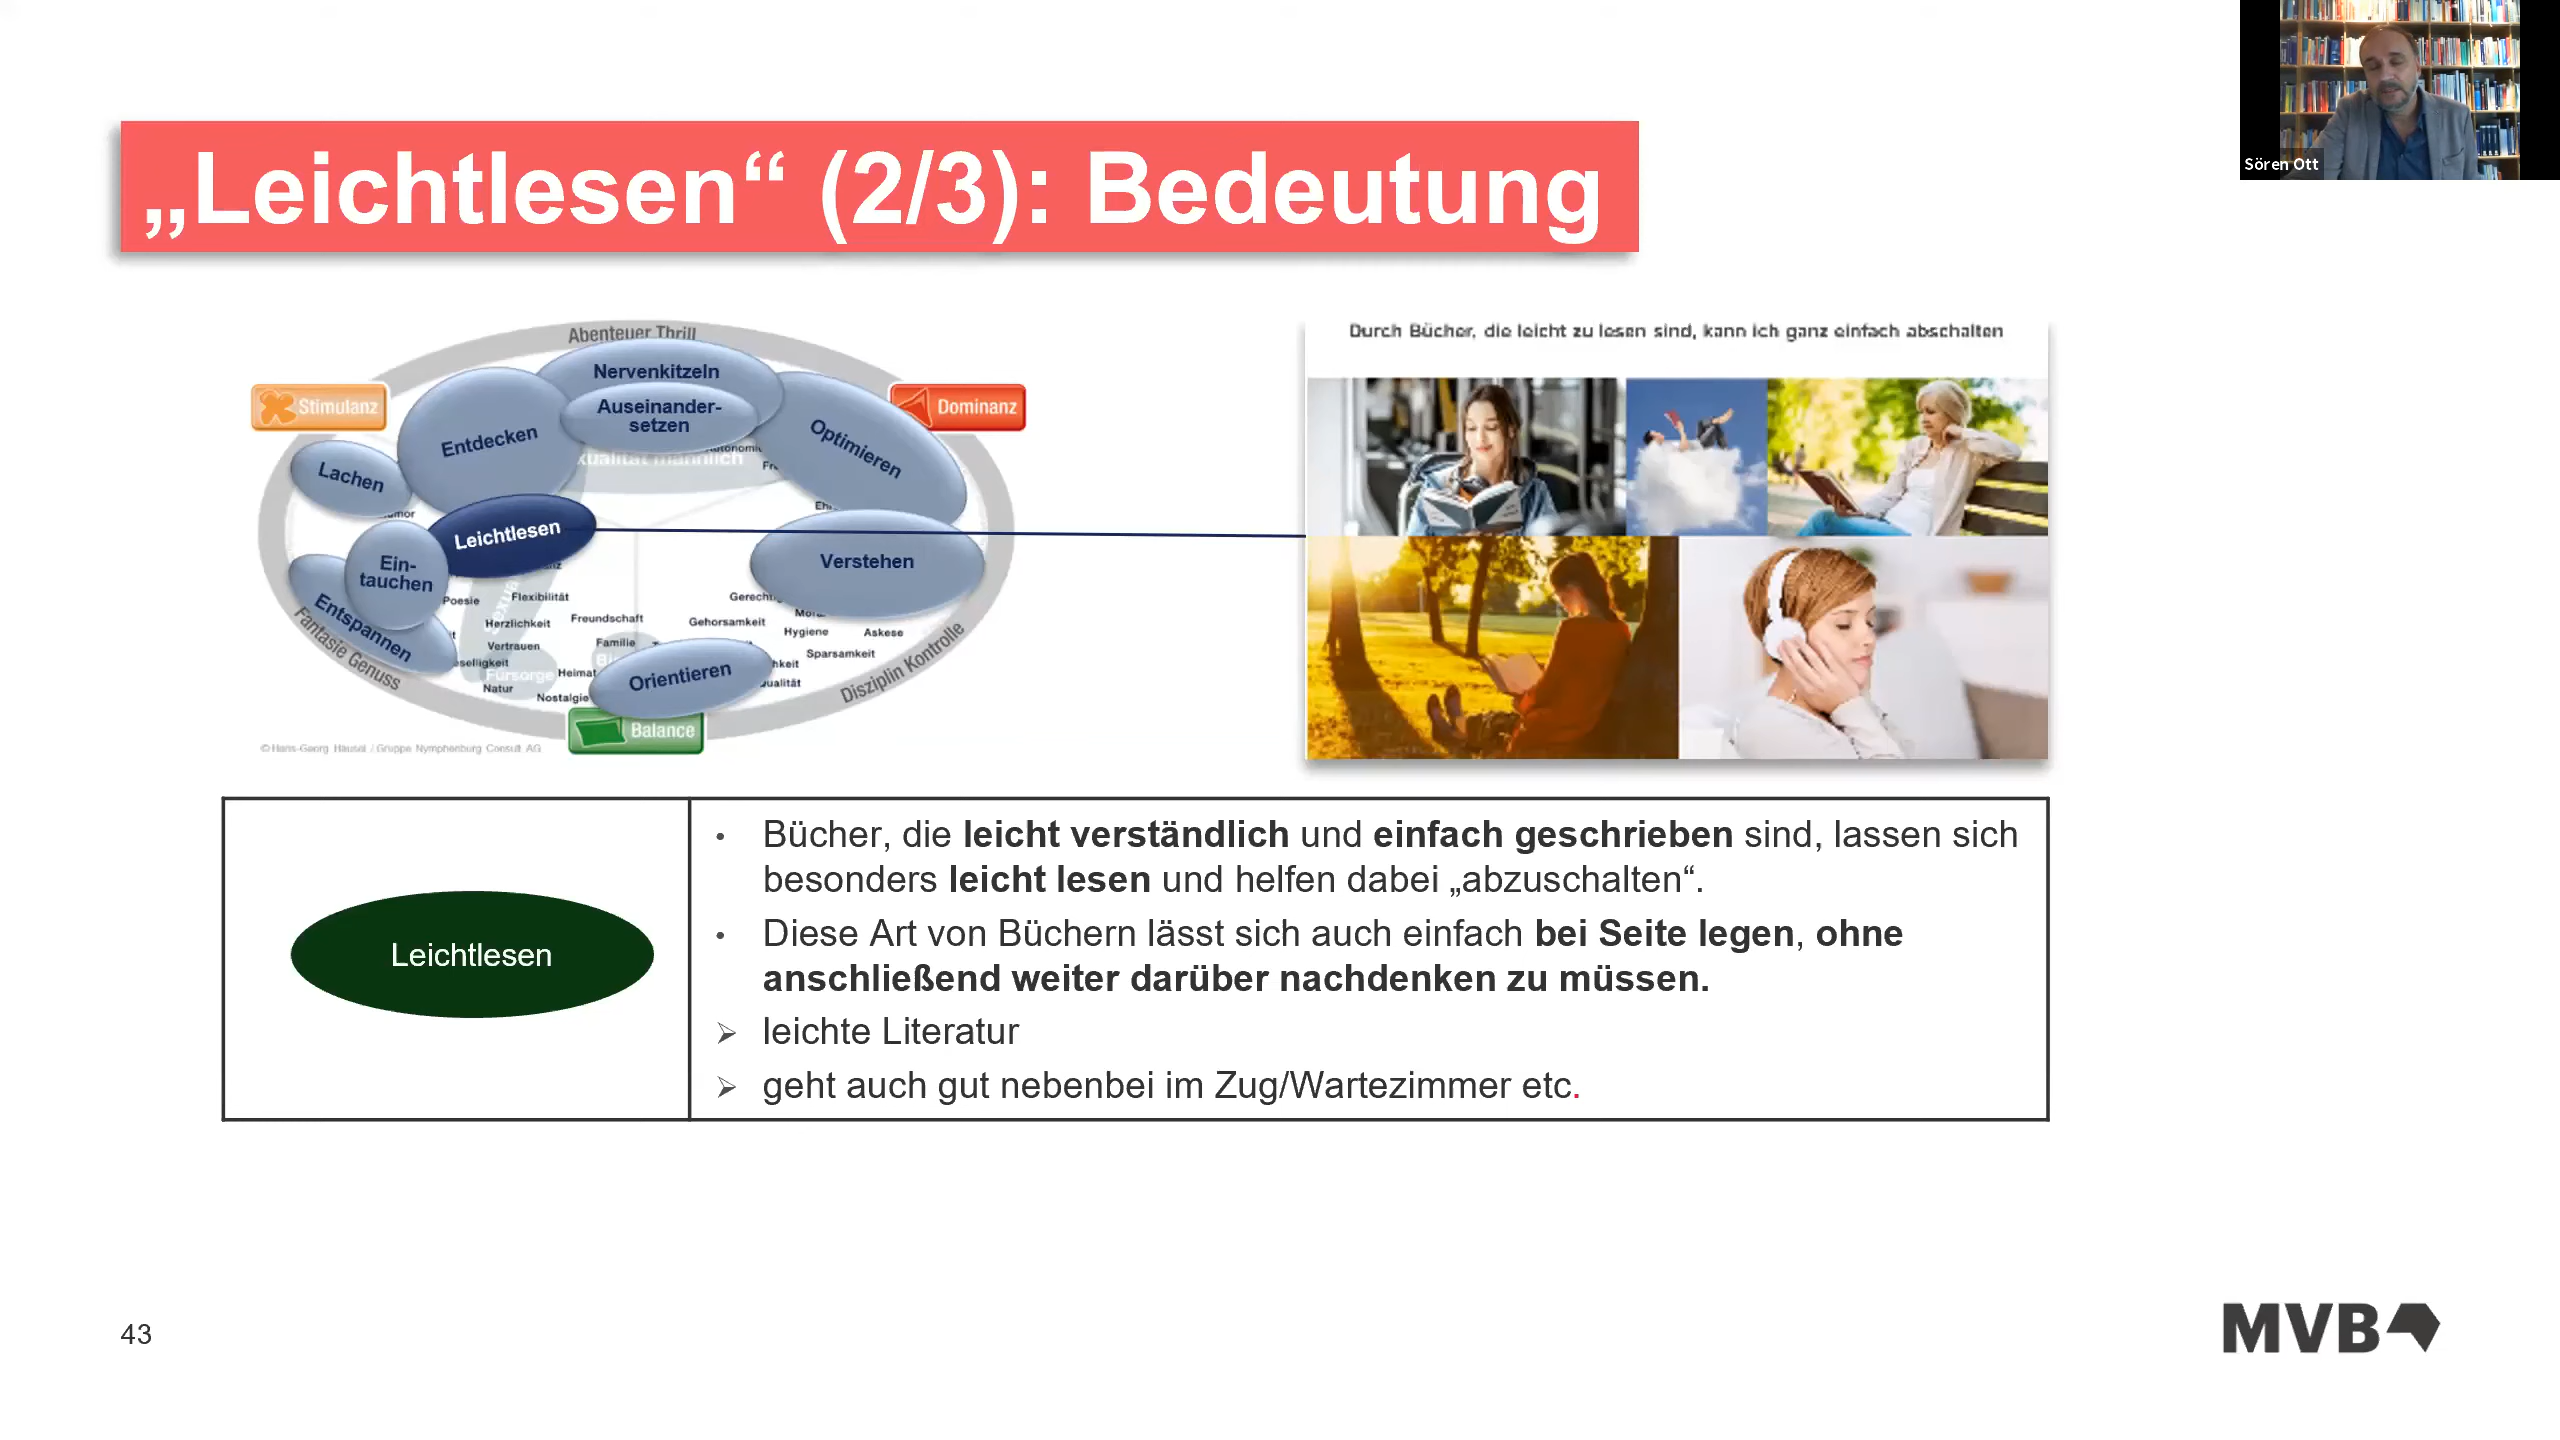 Sören Ott
„Leichtlesen“ (2/3): Bedeutung
Abenteuer Thrill
Stimulanz
Dominanz
Nervenkitzeln
Auseinander-
setzen
Entdecken
Optimieren
Lachen
Leichtlesen
Ein-
tauchen
Verstehen
Entspannen
Poesie
Flexibilität
Herzlichkeit
Freundschaft
Gehorsamkeit
Hygiene
Askese
Vertrauen
Familie
Sparsamkeit
Fürsorge
Heimat
Natur
Nostalgie
Orientieren
Fantasie Genuss
Disziplin Kontrolle
Balance
© Hans-Georg Häusel / Gruppe Nymphenburg Consult AG
Durch Bücher, die leicht zu lesen sind, kann ich ganz einfach abschalten
Leichtlesen
• Bücher, die leicht verständlich und einfach geschrieben sind, lassen sich
besonders leicht lesen und helfen dabei „abzuschalten“.
• Diese Art von Büchern lässt sich auch einfach bei Seite legen, ohne
anschließend weiter darüber nachdenken zu müssen.
➢ leichte Literatur
➢ geht auch gut nebenbei im Zug/Wartezimmer etc.
43
MVB